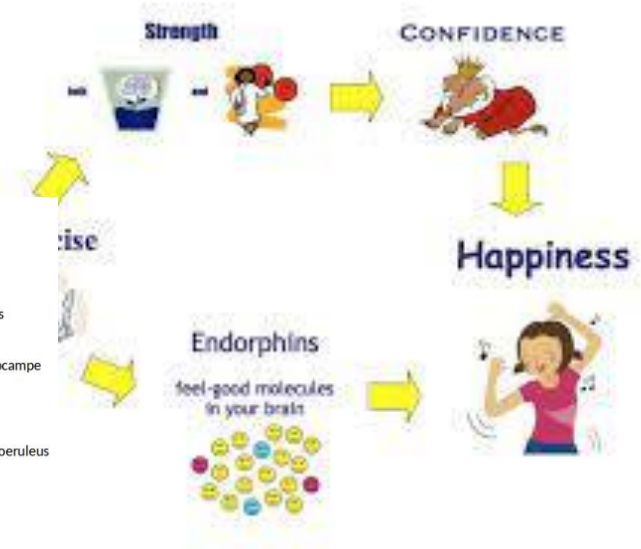 Strength
both
and
CONFIDENCE
cise
Happiness
s
ocampe
oeruleus
Endorphins
feel-good molecules
in your brain